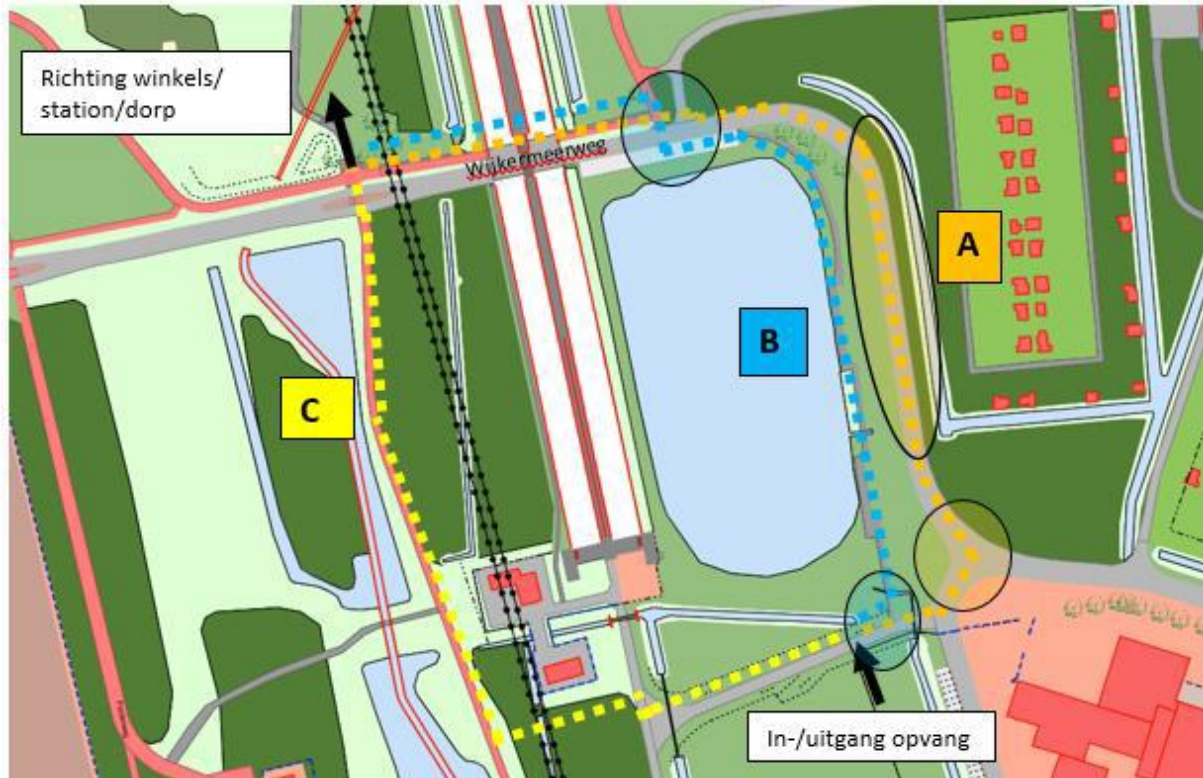 Richting winkels/
station/dorp
Wijkermeerweg
A
B
C
In-/uitgang opvang